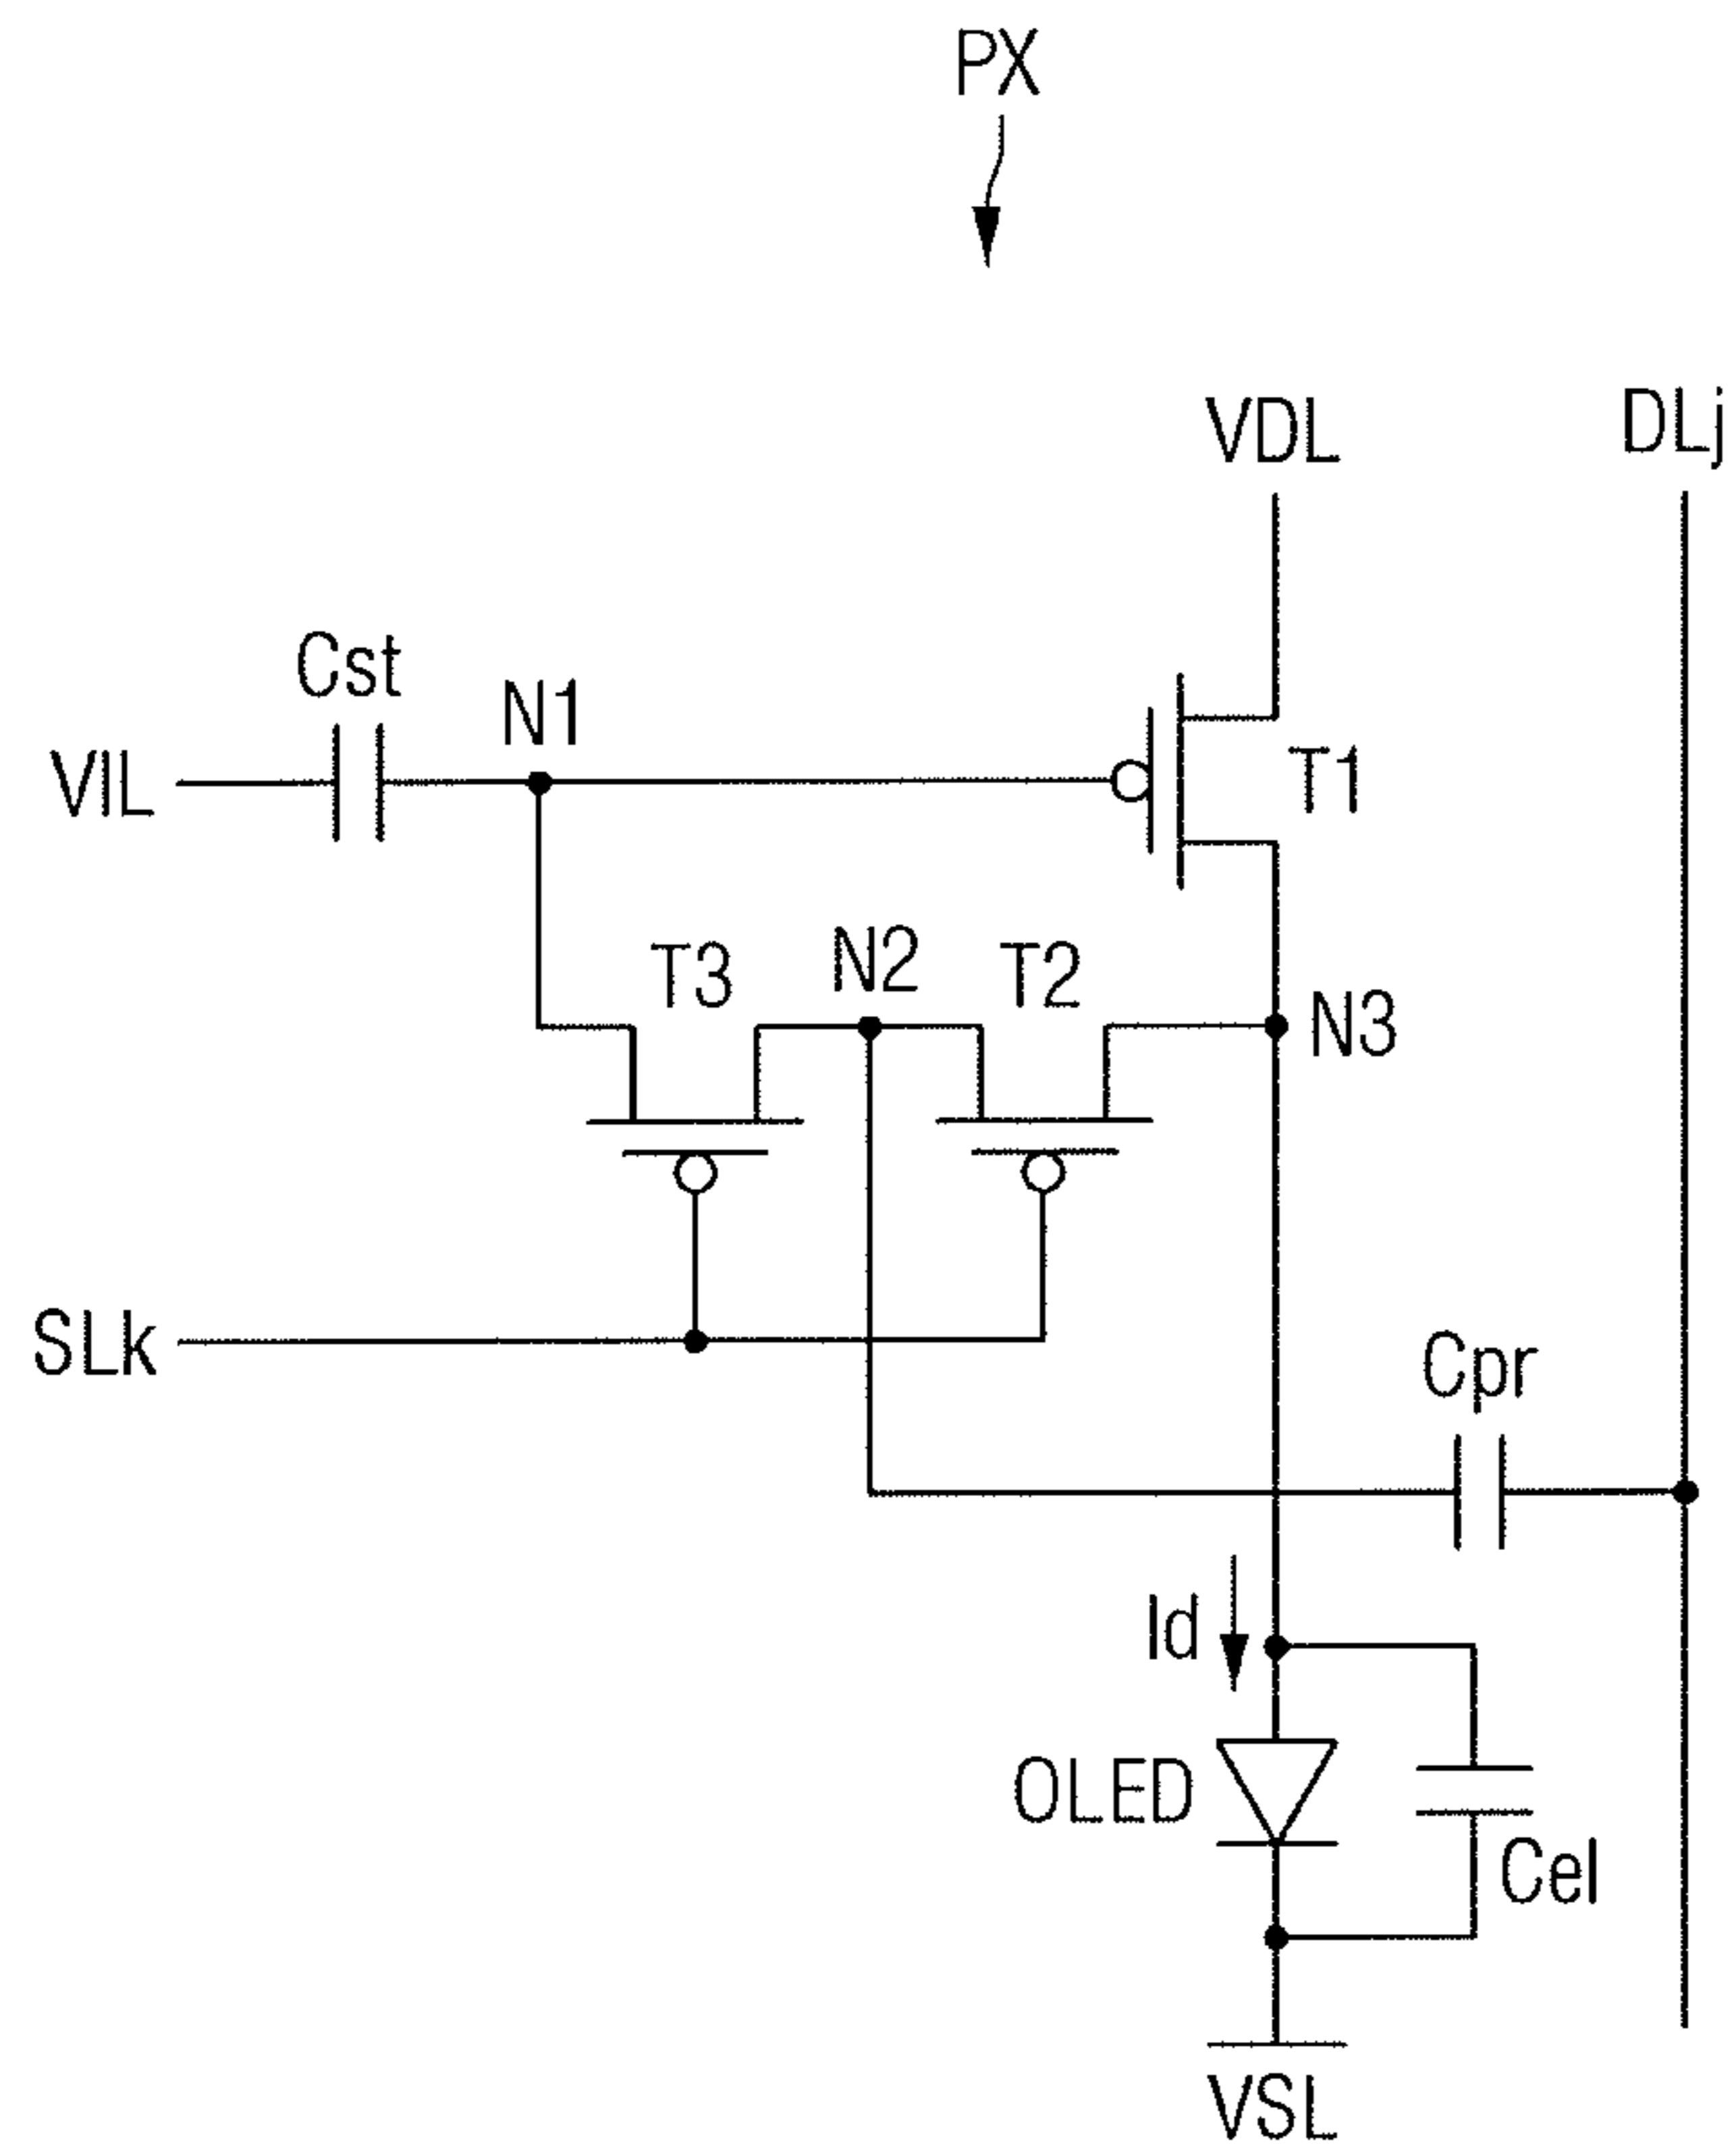 PX
VDL
DLj
Cst
N1
VIL
T1
T3
N2
T2
N3
SLk
Cpr
Id
OLED
Cel
VSL